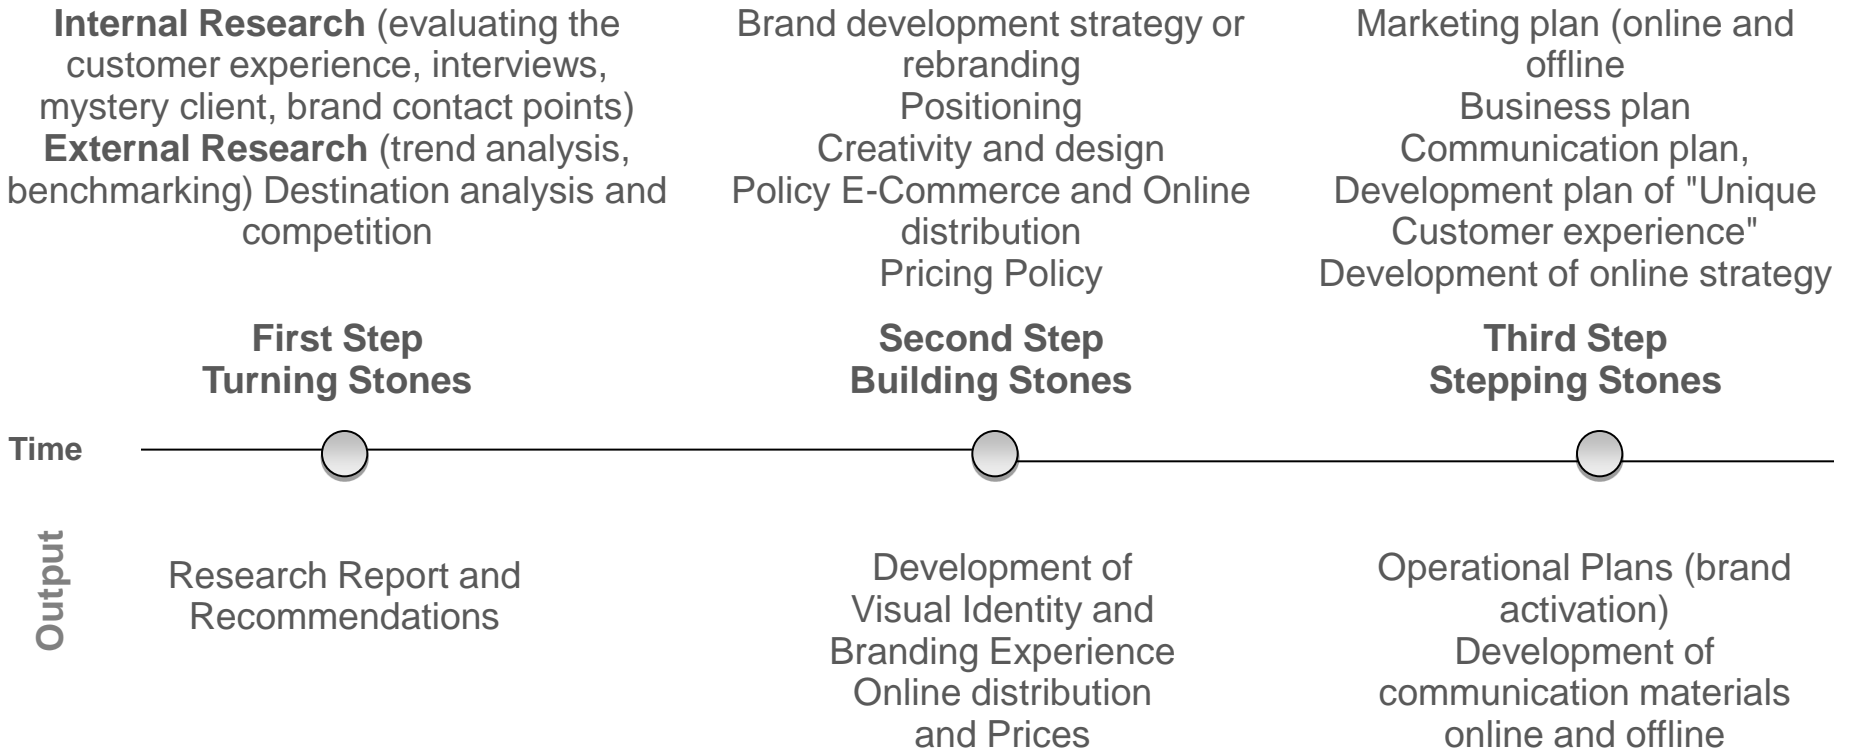 Internal Research (evaluating the
customer experience, interviews,
mystery client, brand contact points)
External Research (trend analysis,
benchmarking) Destination analysis and
competition
Brand development strategy or
rebranding
Positioning
Creativity and design
Policy E-Commerce and Online
distribution
Pricing Policy
Marketing plan (online and
offline
Business plan
Communication plan,
Development plan of "Unique
Customer experience"
Development of online strategy
First Step
Turning Stones
Second Step
Building Stones
Third Step
Stepping Stones
Time
Output
Research Report and
Recommendations
Development of
Visual Identity and
Branding Experience
Online distribution
and Prices
Operational Plans (brand
activation)
Development of
communication materials
online and offline